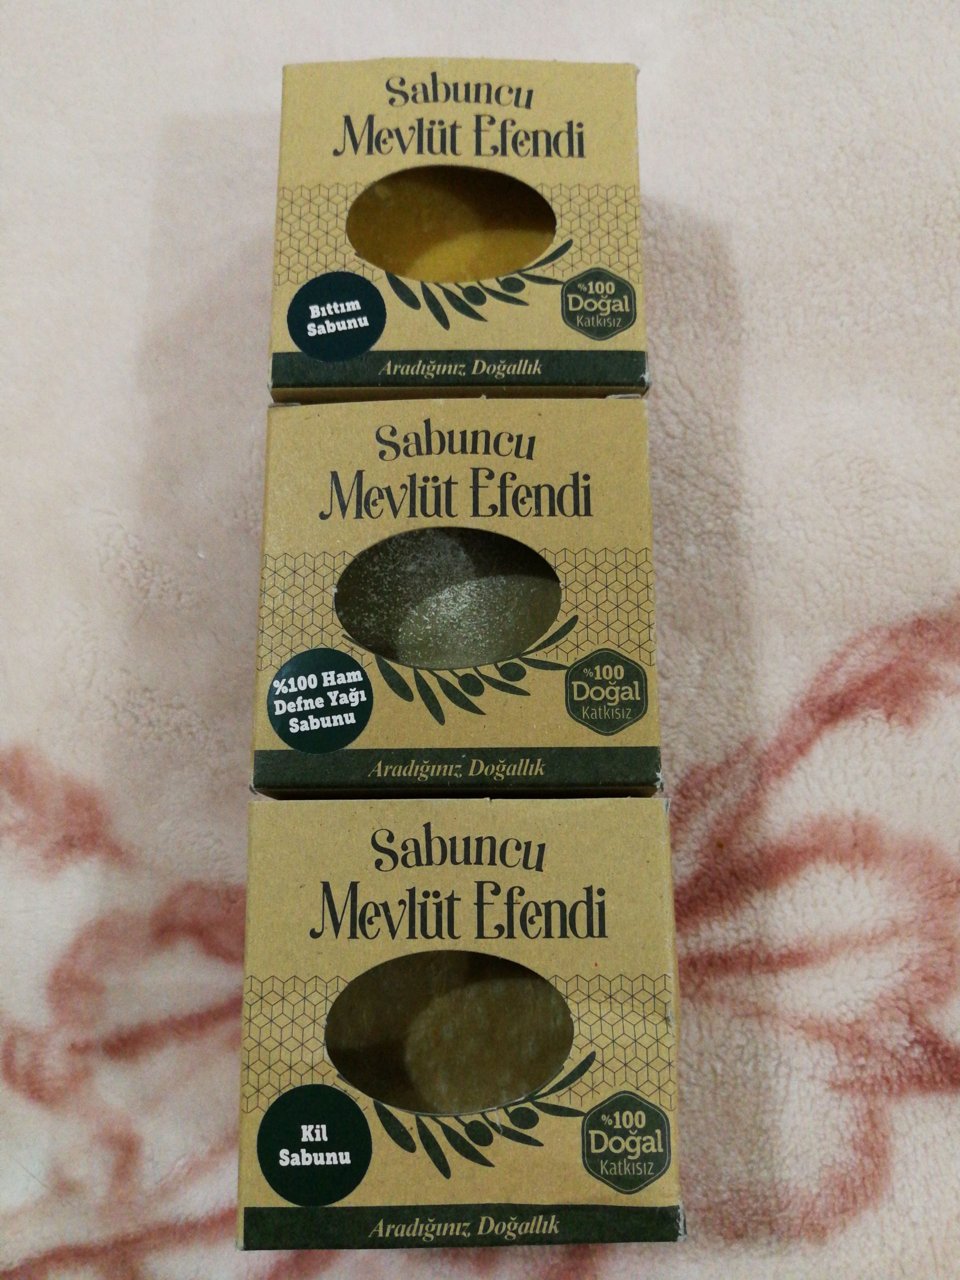 Sabuncu
Mevlüt Efendi
Bıttım
Sabunu
%100
Doğal
Katkısız
Aradığınız Doğallık
Sabuncu
Mevlüt Efendi
%100 Ham
Defne Yağı
Sabunu
%100
Doğal
Katkısız
Aradığınız Doğallık
Sabuncu
Mevlüt Efendi
Kil
Sabunu
%100
Doğal
Katkısız
Aradığınız Doğallık